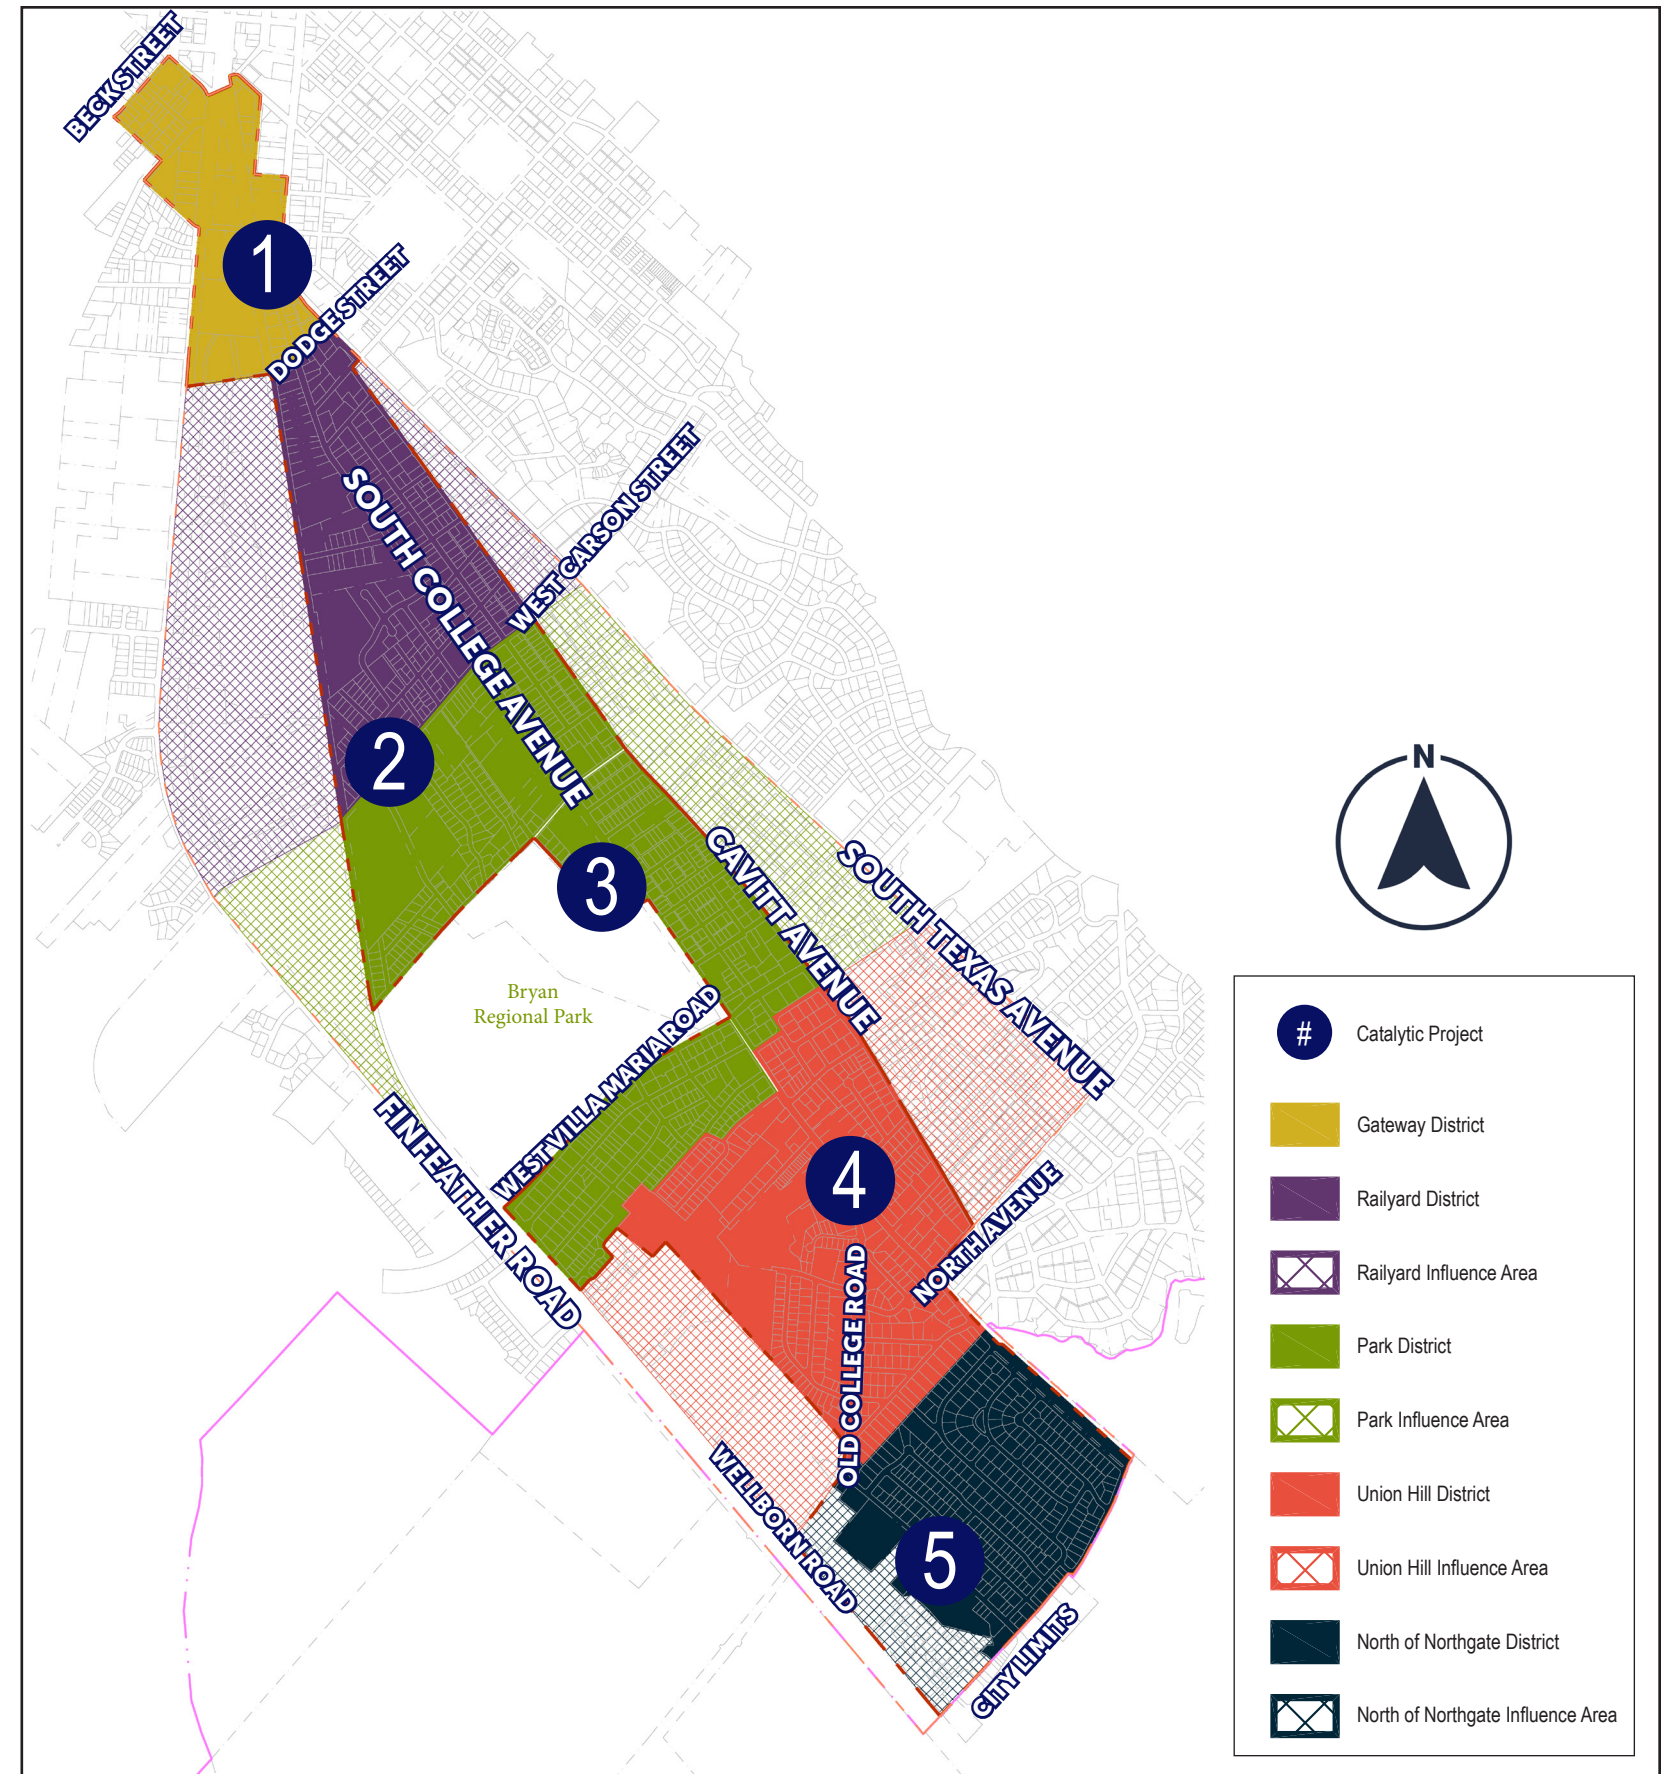 BECK STREET
1
DODGE STREET
WEST CARSON STREET
SOUTH COLLEGE AVENUE
2
3
CAVITT AVENUE
SOUTH TEXAS AVENUE
Bryan
Regional Park
WEST VILLA MARIA ROAD
FINFEATHER ROAD
4
NORTH AVENUE
OLD COLLEGE ROAD
WELLBORN ROAD
5
CITY LIMITS
N
# Catalytic Project
Gateway District
Railyard District
Railyard Influence Area
Park District
Park Influence Area
Union Hill District
Union Hill Influence Area
North of Northgate District
North of Northgate Influence Area